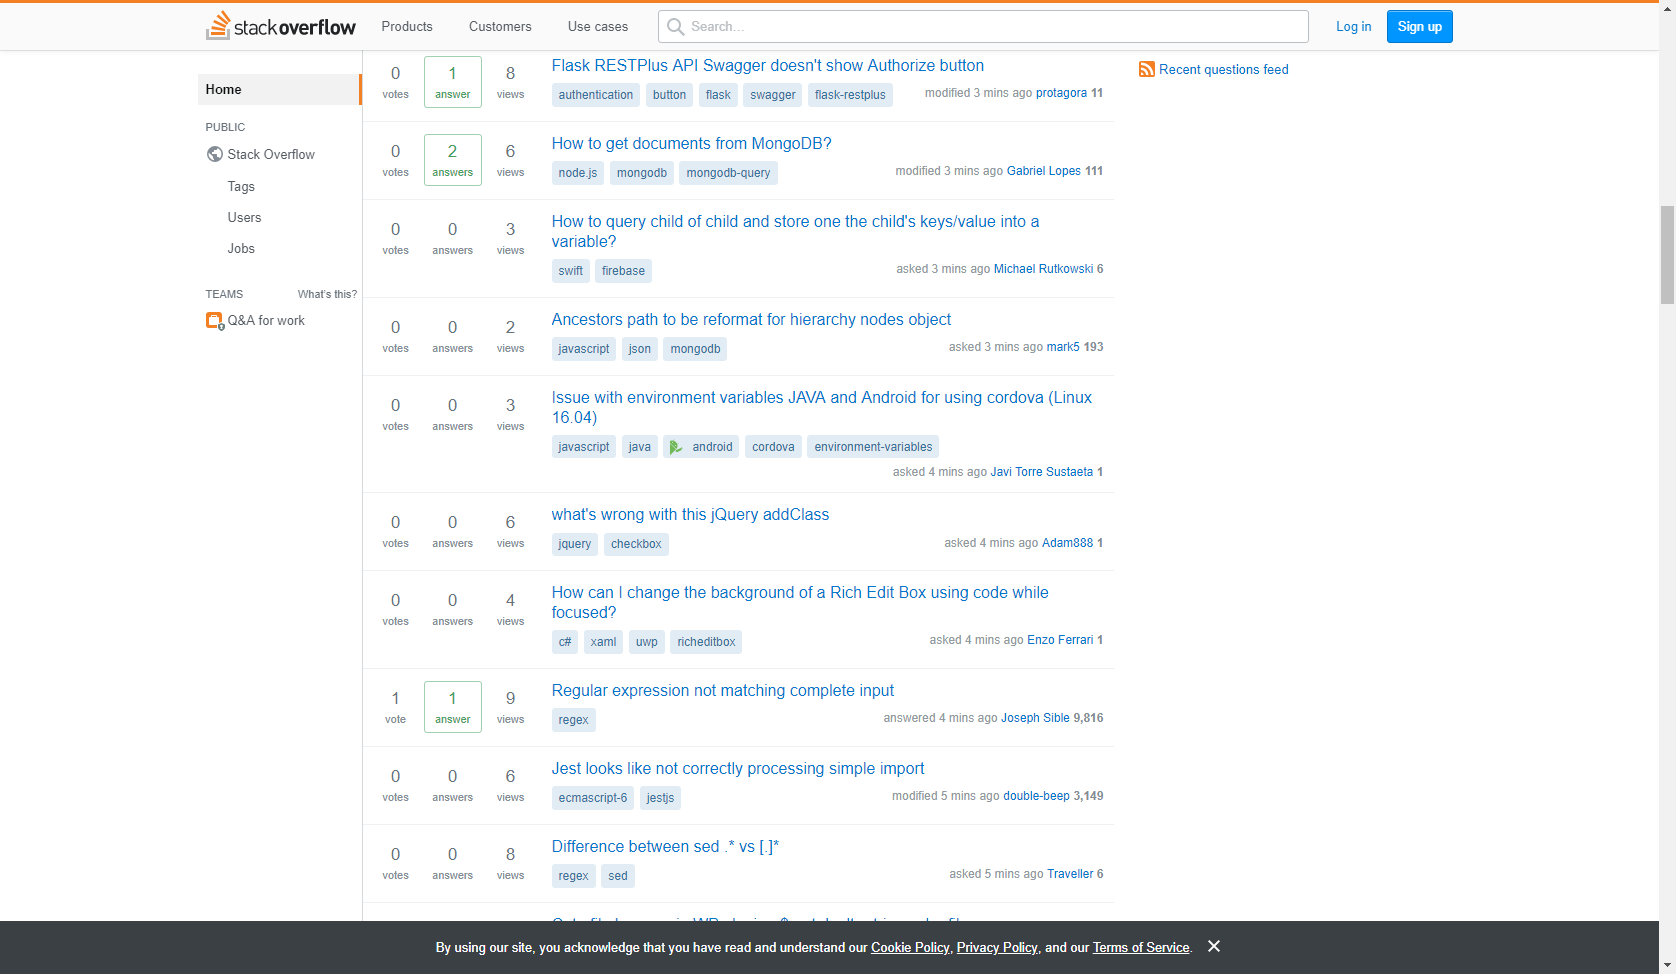 stackoverflow Products Customers Use cases Search... Log in Sign up
Home
PUBLIC
Stack Overflow
Tags
Users
Jobs
TEAMS What's this?
Q&A for work
0 votes 1 answer 8 views
Flask RESTPlus API Swagger doesn't show Authorize button
authentication button flask swagger flask-restplus
modified 3 mins ago protagora 11
0 votes 2 answers 6 views
How to get documents from MongoDB?
node.js mongodb mongodb-query
modified 3 mins ago Gabriel Lopes 111
0 votes 0 answers 3 views
How to query child of child and store one the child's keys/value into a
variable?
swift firebase
asked 3 mins ago Michael Rutkowski 6
0 votes 0 answers 2 views
Ancestors path to be reformat for hierarchy nodes object
javascript json mongodb
asked 3 mins ago mark5 193
0 votes 0 answers 3 views
Issue with environment variables JAVA and Android for using cordova (Linux
16.04)
javascript java android cordova environment-variables
asked 4 mins ago Javi Torre Sustaeta 1
0 votes 0 answers 6 views
what's wrong with this jQuery addClass
jquery checkbox
asked 4 mins ago Adam888 1
0 votes 0 answers 4 views
How can I change the background of a Rich Edit Box using code while
focused?
c# xaml uwp richeditbox
asked 4 mins ago Enzo Ferrari 1
1 vote 1 answer 9 views
Regular expression not matching complete input
regex
answered 4 mins ago Joseph Sible 9,816
0 votes 0 answers 6 views
Jest looks like not correctly processing simple import
ecmascript-6 jestjs
modified 5 mins ago double-beep 3,149
0 votes 0 answers 8 views
Difference between sed .* vs [.]*
regex sed
asked 5 mins ago Traveller 6
Recent questions feed
By using our site, you acknowledge that you have read and understand our Cookie Policy, Privacy Policy, and our Terms of Service.